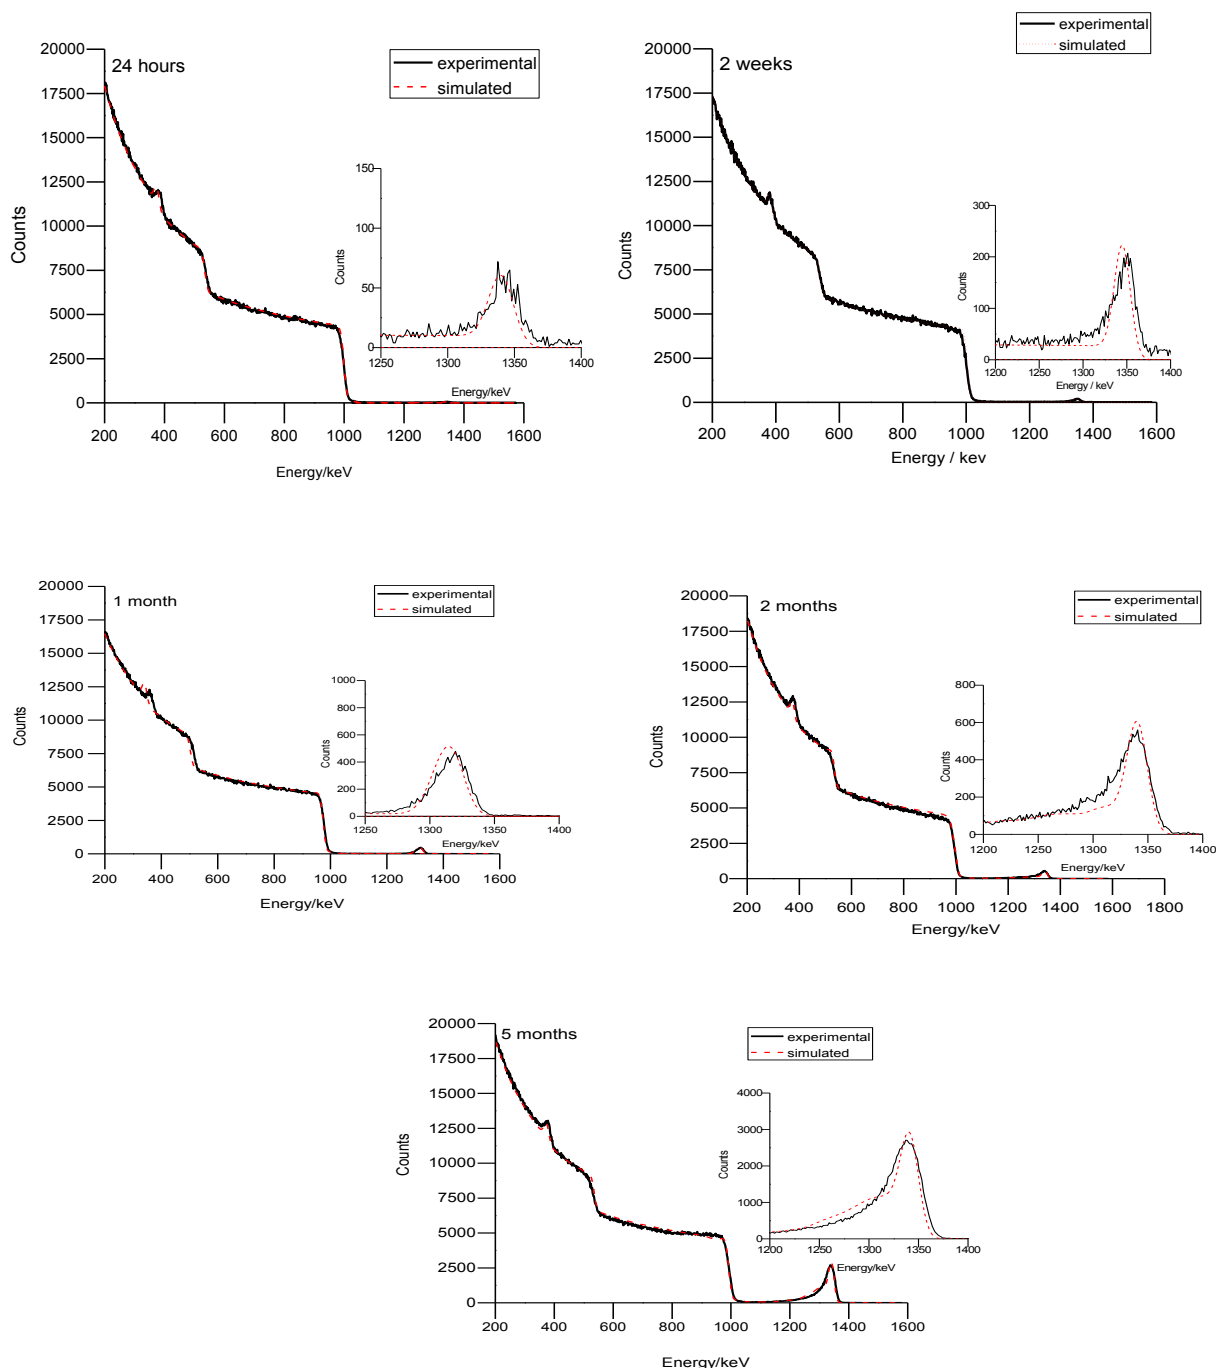 24 hours
experimental
simulated
20000
17500
15000
12500
10000
7500
5000
2500
0
Counts
200 400 600 800 1000 1200 1400 1600
Energy/keV
150
100
50
0
Counts
1250 1300 1350 1400
Energy/keV
2 weeks
experimental
simulated
20000
17500
15000
12500
10000
7500
5000
2500
0
Counts
200 400 600 800 1000 1200 1400 1600
Energy / kev
300
200
100
0
Counts
1200 1250 1300 1350 1400
Energy / keV
1 month
experimental
simulated
20000
17500
15000
12500
10000
7500
5000
2500
0
Counts
200 400 600 800 1000 1200 1400 1600
Energy/keV
1000
800
600
400
200
0
Counts
1250 1300 1350 1400
Energy/keV
2 months
experimental
simulated
20000
17500
15000
12500
10000
7500
5000
2500
0
Counts
200 400 600 800 1000 1200 1400 1600 1800
Energy/keV
800
600
400
200
0
Counts
1200 1250 1300 1350 1400
Energy/keV
5 months
experimental
simulated
20000
17500
15000
12500
10000
7500
5000
2500
0
Counts
200 400 600 800 1000 1200 1400 1600
Energy/keV
4000
3000
2000
1000
0
Counts
1200 1250 1300 1350 1400
Energy/keV